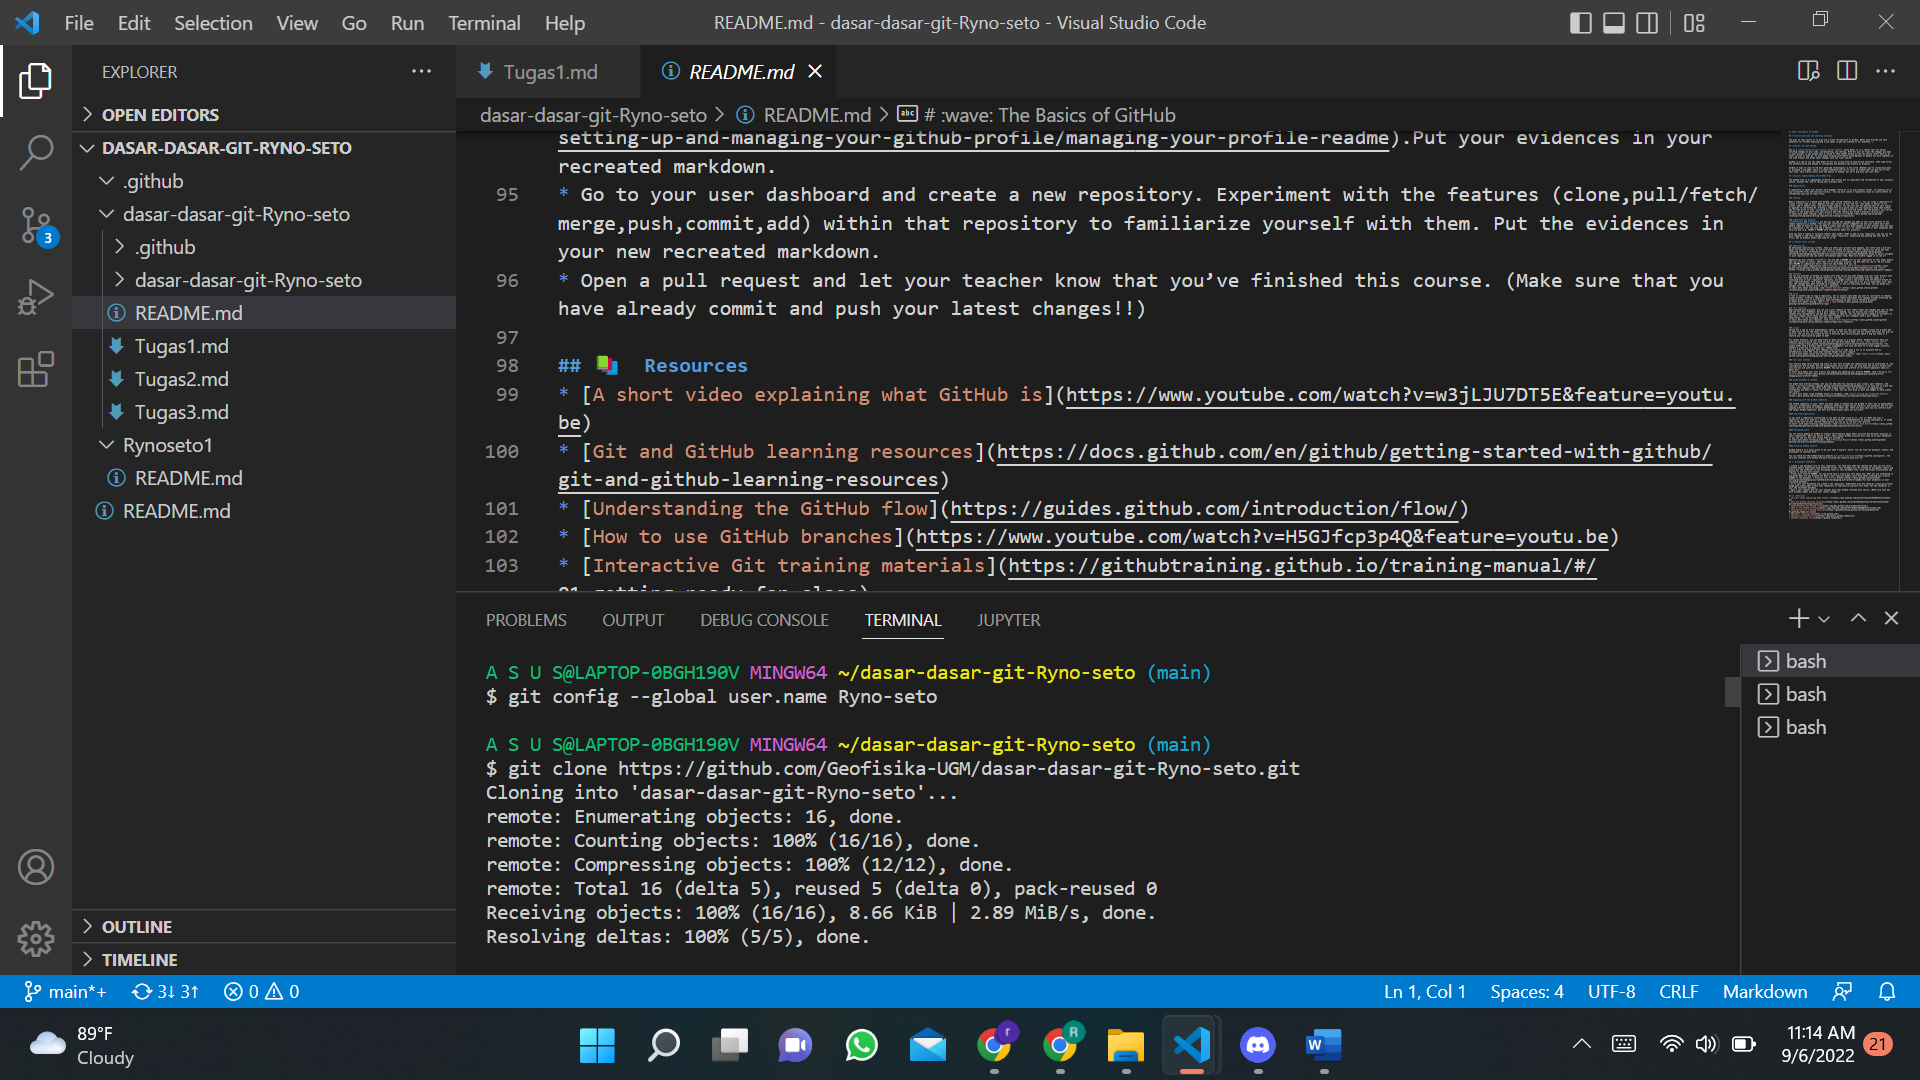 File Edit Selection View Go Run Terminal Help
README.md - dasar-dasar-git-Ryno-seto - Visual Studio Code
EXPLORER
OPEN EDITORS
DASAR-DASAR-GIT-RYNO-SETO
.github
dasar-dasar-git-Ryno-seto
.github
dasar-dasar-git-Ryno-seto
README.md
Tugas1.md
Tugas2.md
Tugas3.md
Rynoseto1
README.md
README.md
OUTLINE
TIMELINE
3
Tugas1.md README.md
dasar-dasar-git-Ryno-seto > README.md > # :wave: The Basics of GitHub
setting-up-and-managing-your-github-profile/managing-your-profile-readme).Put your evidences in your
recreated markdown.
95 * Go to your user dashboard and create a new repository. Experiment with the features (clone,pull/fetch/
merge,push,commit,add) within that repository to familiarize yourself with them. Put the evidences in
your new recreated markdown.
96 * Open a pull request and let your teacher know that you’ve finished this course. (Make sure that you
have already commit and push your latest changes!!)
97
98 ## 📚 Resources
99 * [A short video explaining what GitHub is](https://www.youtube.com/watch?v=w3jLJU7DT5E&feature=youtu.
be)
100 * [Git and GitHub learning resources](https://docs.github.com/en/github/getting-started-with-github/
git-and-github-learning-resources)
101 * [Understanding the GitHub flow](https://guides.github.com/introduction/flow/)
102 * [How to use GitHub branches](https://www.youtube.com/watch?v=H5GJfcp3p4Q&feature=youtu.be)
103 * [Interactive Git training materials](https://githubtraining.github.io/training-manual/#/
PROBLEMS OUTPUT DEBUG CONSOLE TERMINAL JUPYTER
A S U S@LAPTOP-0BGH190V MINGW64 ~/dasar-dasar-git-Ryno-seto (main)
$ git config --global user.name Ryno-seto
A S U S@LAPTOP-0BGH190V MINGW64 ~/dasar-dasar-git-Ryno-seto (main)
$ git clone https://github.com/Geofisika-UGM/dasar-dasar-git-Ryno-seto.git
Cloning into 'dasar-dasar-git-Ryno-seto'...
remote: Enumerating objects: 16, done.
remote: Counting objects: 100% (16/16), done.
remote: Compressing objects: 100% (12/12), done.
remote: Total 16 (delta 5), reused 5 (delta 0), pack-reused 0
Receiving objects: 100% (16/16), 8.66 KiB | 2.89 MiB/s, done.
Resolving deltas: 100% (5/5), done.
bash
bash
bash
main*+ 3↓ 3↑ 0 0
Ln 1, Col 1 Spaces: 4 UTF-8 CRLF Markdown
89°F
Cloudy
r R W
11:14 AM
9/6/2022
21